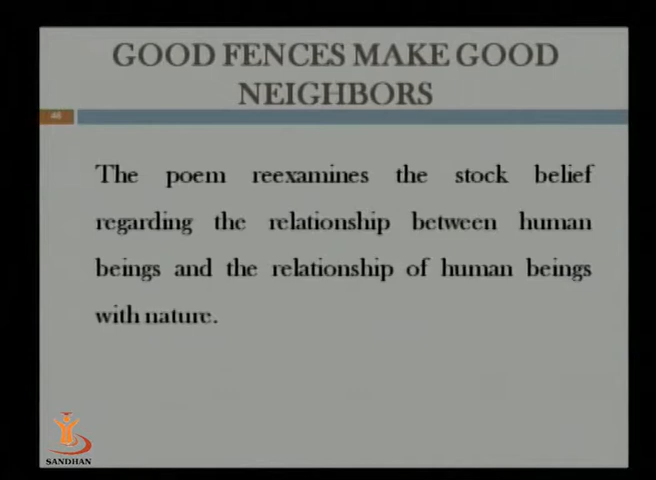 GOOD FENCES MAKE GOOD
NEIGHBORS
46
The poem reexamines the stock belief
regarding the relationship between human
beings and the relationship of human beings
with nature.
SANDHAN